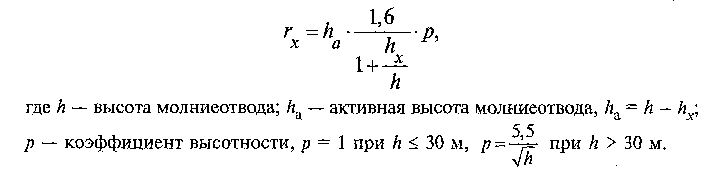 r_x = h_a · 1,6 / (1 + h_x / h) · p,
где h — высота молниеотвода; h_a — активная высота молниеотвода, h_a = h – h_x;
p — коэффициент высотности, p = 1 при h ≤ 30 м, p = 5,5 / √h при h > 30 м.